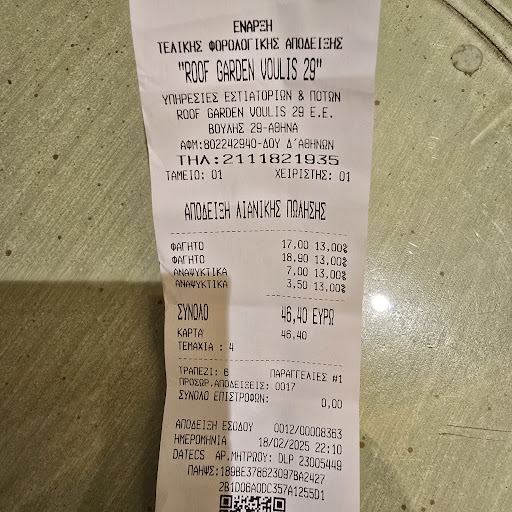 ΕΝΑΡΞΗ
ΤΕΛΙΚΗΣ ΦΟΡΟΛΟΓΙΚΗΣ ΑΠΟΔΕΙΞΗΣ
"ROOF GARDEN VOULIS 29"
ΥΠΗΡΕΣΙΕΣ ΕΣΤΙΑΤΟΡΙΩΝ & ΠΟΤΩΝ
ROOF GARDEN VOULIS 29 Ε.Ε.
ΒΟΥΛΗΣ 29-ΑΘΗΝΑ
ΑΦΜ:802242940-ΔΟΥ Δ΄ΑΘΗΝΩΝ
ΤΗΛ:2111821935
ΤΑΜΕΙΟ: 01 ΧΕΙΡΙΣΤΗΣ: 01
ΑΠΟΔΕΙΞΗ ΛΙΑΝΙΚΗΣ ΠΩΛΗΣΗΣ
ΦΑΓΗΤΟ 17,00 13,00%
ΦΑΓΗΤΟ 18,90 13,00%
ΑΝΑΨΥΚΤΙΚΑ 7,00 13,00%
ΑΝΑΨΥΚΤΙΚΑ 3,50 13,00%
ΣΥΝΟΛΟ 46,40 ΕΥΡΩ
ΚΑΡΤΑ 46,40
ΤΕΜΑΧΙΑ : 4
ΤΡΑΠΕΖΙ: 6 ΠΑΡΑΓΓΕΛΙΕΣ #1
ΠΡΟΣΩΡ.ΑΠΟΔΕΙΞΕΙΣ: 0017
ΣΥΝΟΛΟ ΕΠΙΣΤΡΟΦΩΝ: 0,00
ΑΠΟΔΕΙΞΗ ΕΣΟΔΟΥ 0012/00008363
ΗΜΕΡΟΜΗΝΙΑ 18/02/2025 22:10
DATECS ΑΡ.ΜΗΤΡΩΟΥ: DLP 23005449
ΠΑΗΨΣ:189BE378623097BA2427
2B1D06A0DC357A1255D1